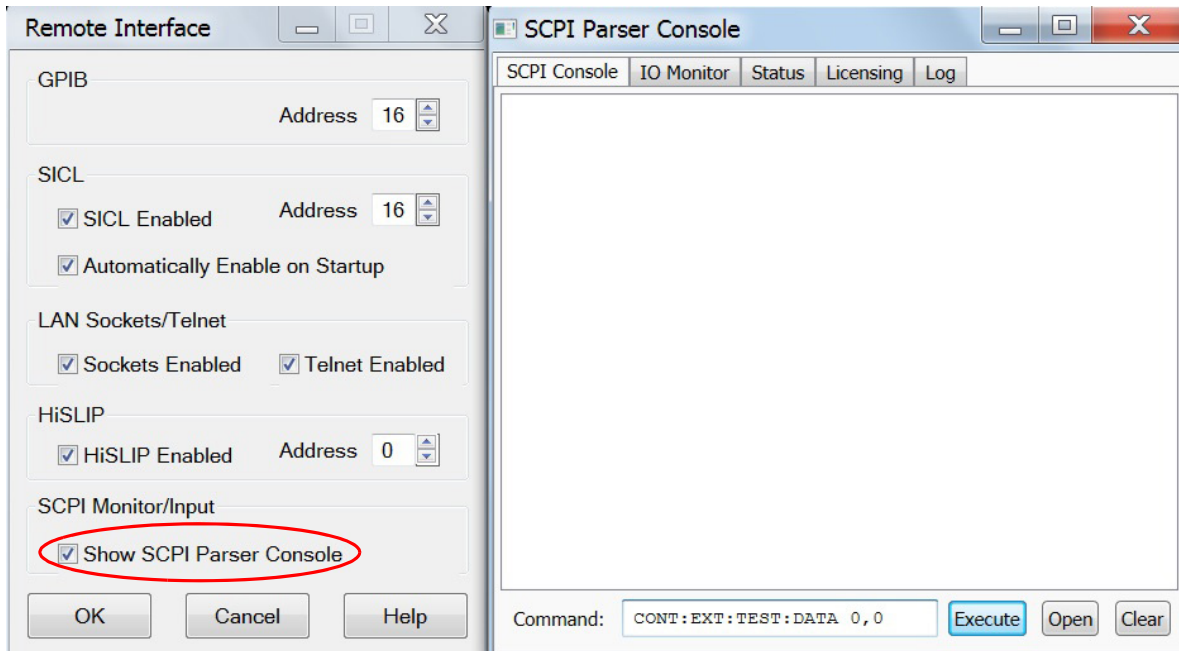 Remote Interface
GPIB
Address 16
SICL
SICL Enabled
Address 16
Automatically Enable on Startup
LAN Sockets/Telnet
Sockets Enabled
Telnet Enabled
HiSLIP
HiSLIP Enabled
Address 0
SCPI Monitor/Input
Show SCPI Parser Console
OK
Cancel
Help
SCPI Parser Console
SCPI Console
IO Monitor
Status
Licensing
Log
Command: CONT:EXT:TEST:DATA 0,0
Execute
Open
Clear